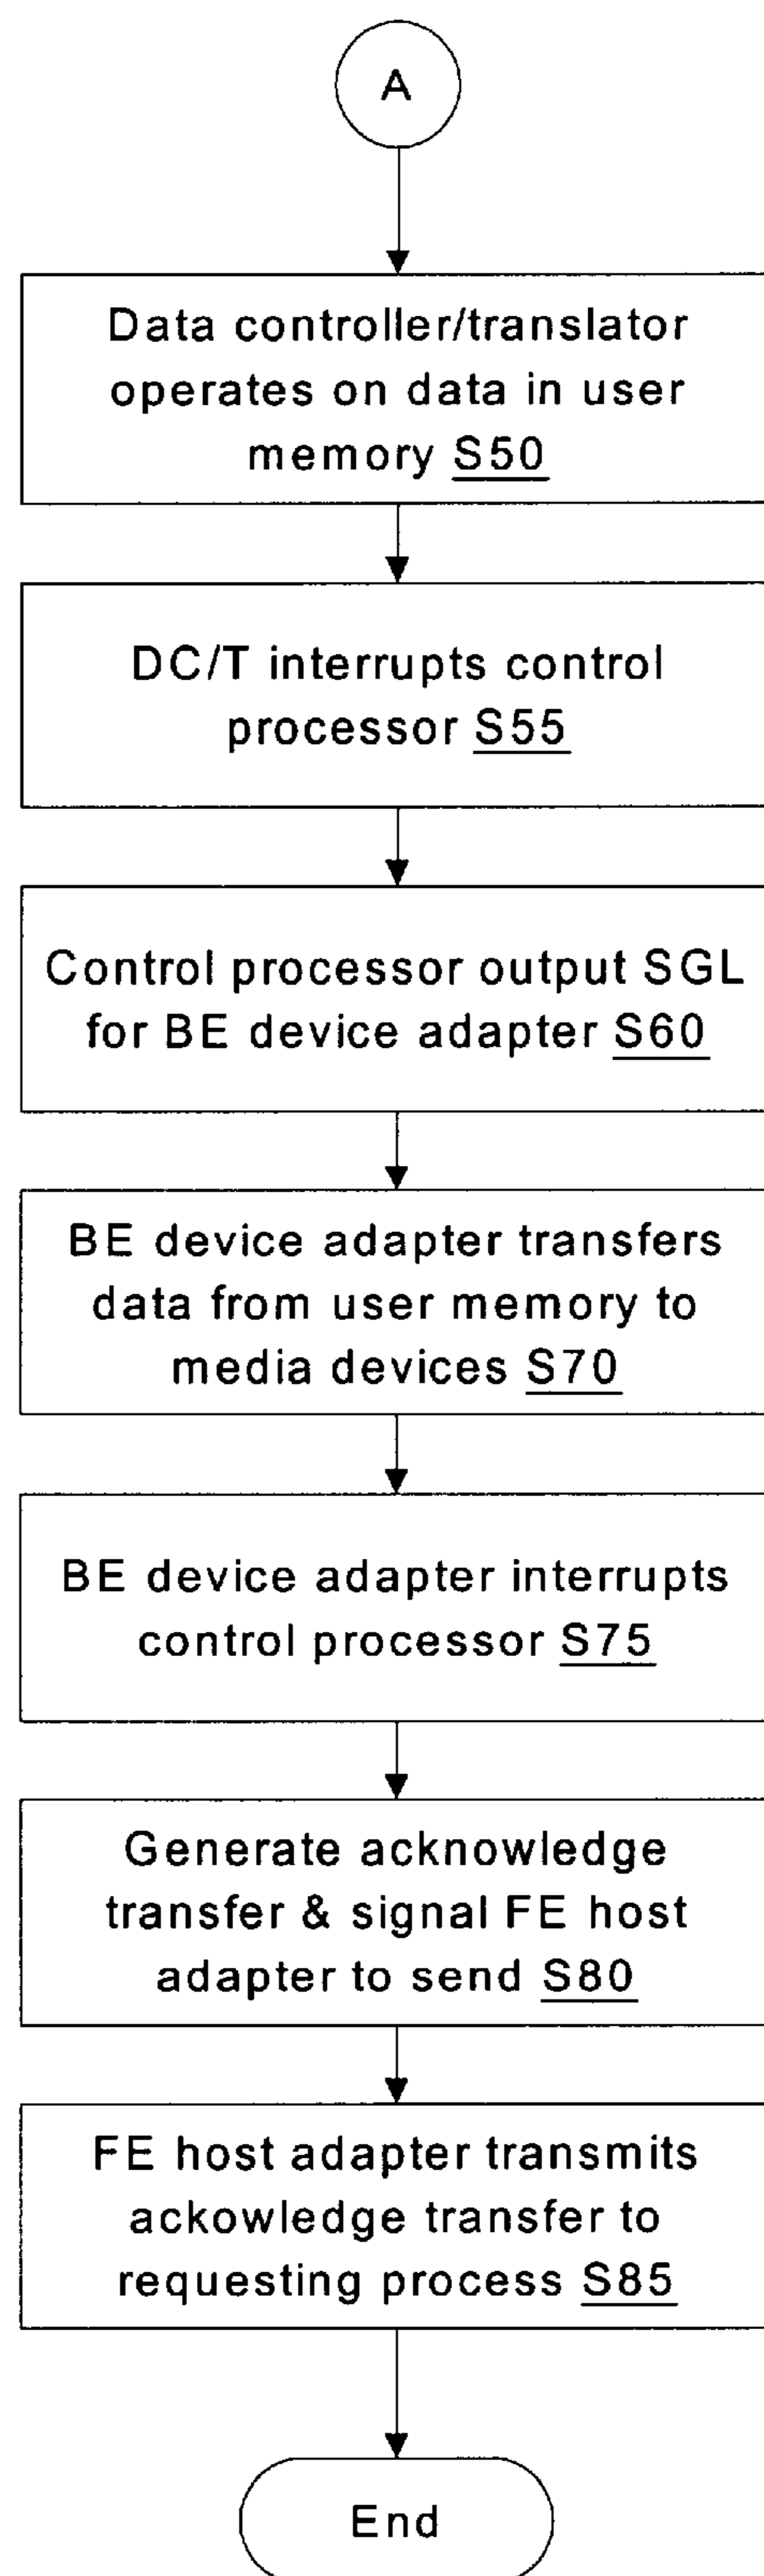 A
Data controller/translator
operates on data in user
memory S50
DC/T interrupts control
processor S55
Control processor output SGL
for BE device adapter S60
BE device adapter transfers
data from user memory to
media devices S70
BE device adapter interrupts
control processor S75
Generate acknowledge
transfer & signal FE host
adapter to send S80
FE host adapter transmits
ackowledge transfer to
requesting process S85
End